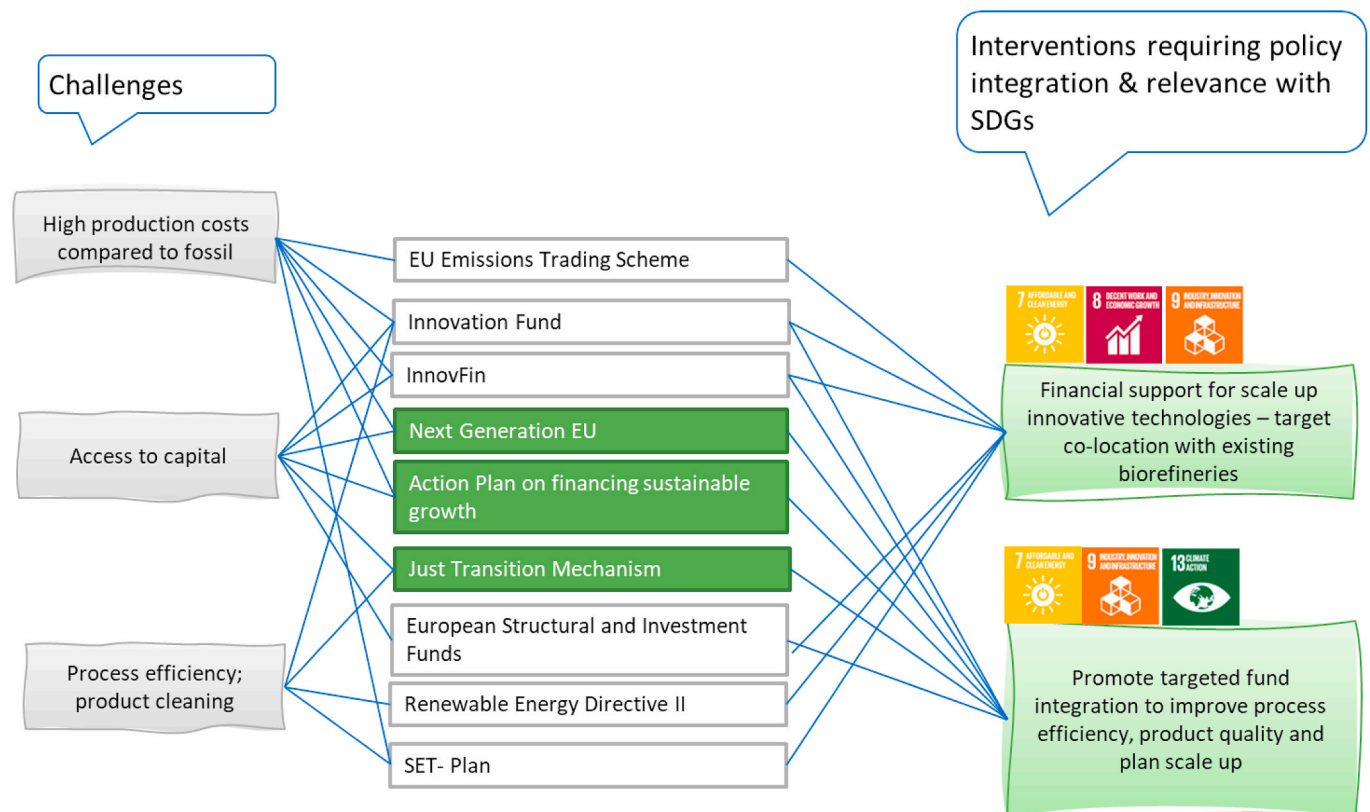 Challenges
Interventions requiring policy
integration & relevance with
SDGs
High production costs
compared to fossil
Access to capital
Process efficiency;
product cleaning
EU Emissions Trading Scheme
Innovation Fund
InnovFin
Next Generation EU
Action Plan on financing sustainable
growth
Just Transition Mechanism
European Structural and Investment
Funds
Renewable Energy Directive II
SET- Plan
7 AFFORDABLE AND
CLEAN ENERGY
8 DECENT WORK AND
ECONOMIC GROWTH
9 INDUSTRY, INNOVATION
AND INFRASTRUCTURE
Financial support for scale up
innovative technologies – target
co-location with existing
biorefineries
7 AFFORDABLE AND
CLEAN ENERGY
9 INDUSTRY, INNOVATION
AND INFRASTRUCTURE
13 CLIMATE
ACTION
Promote targeted fund
integration to improve process
efficiency, product quality and
plan scale up